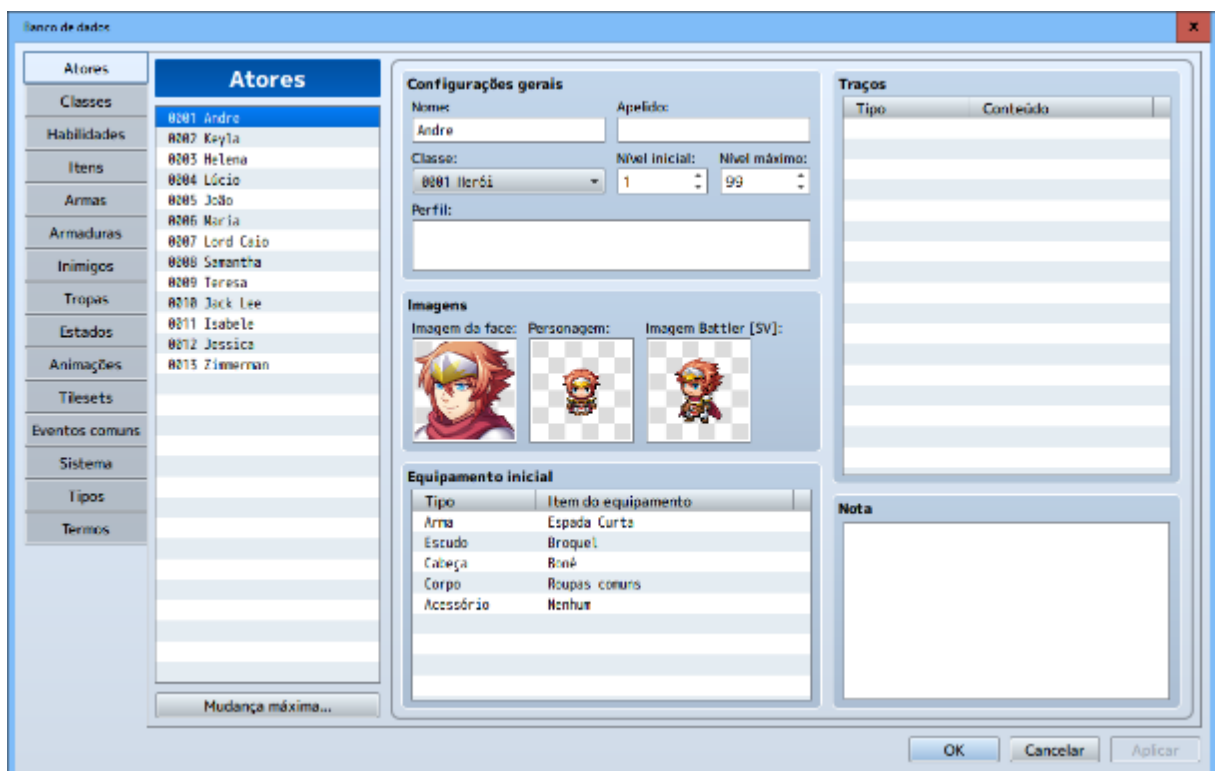 Banco de dados
Atores
Classes
Habilidades
Itens
Armas
Armaduras
Inimigos
Tropas
Estados
Animações
Tilesets
Eventos comuns
Sistema
Tipos
Termos
Atores
0001 Andre
0002 Keyla
0003 Helena
0004 Lúcio
0005 João
0006 Maria
0007 Lord Caio
0008 Samantha
0009 Teresa
0010 Jack Lee
0011 Isabele
0012 Jessica
0013 Zimmerman
Mudança máxima...
Configurações gerais
Nome: Apelido:
Andre
Classe: Nível inicial: Nível máximo:
0001 Herói 1 99
Perfil:
Imagens
Imagem da face: Personagem: Imagem Battler [SV]:
Equipamento inicial
Tipo Item do equipamento
Arma Espada Curta
Escudo Broquel
Cabeça Boné
Corpo Roupas comuns
Acessório Nenhum
Traços
Tipo Conteúdo
Nota
OK Cancelar Aplicar